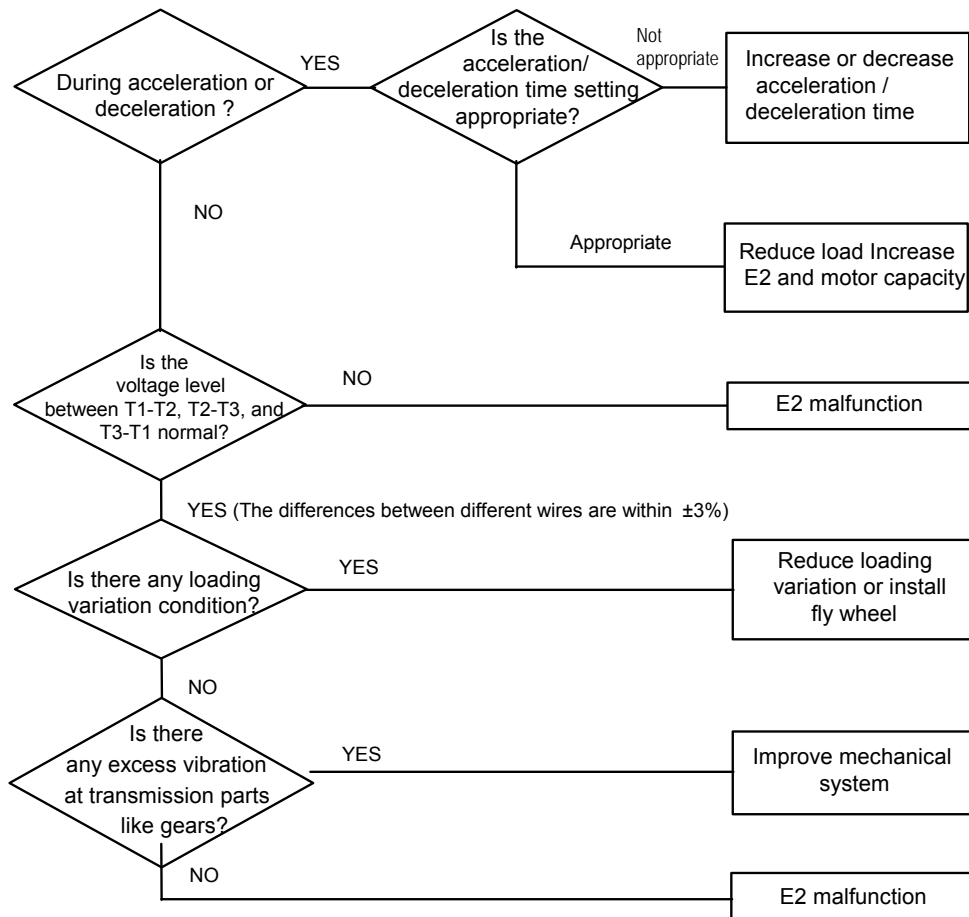 During acceleration or
deceleration ?
YES
Is the
acceleration/
deceleration time setting
appropriate?
Not
appropriate
Increase or decrease
acceleration /
deceleration time
NO
Appropriate
Reduce load Increase
E2 and motor capacity
Is the
voltage level
between T1-T2, T2-T3, and
T3-T1 normal?
NO
E2 malfunction
YES (The differences between different wires are within ±3%)
Is there any loading
variation condition?
YES
Reduce loading
variation or install
fly wheel
NO
Is there
any excess vibration
at transmission parts
like gears?
YES
Improve mechanical
system
NO
E2 malfunction